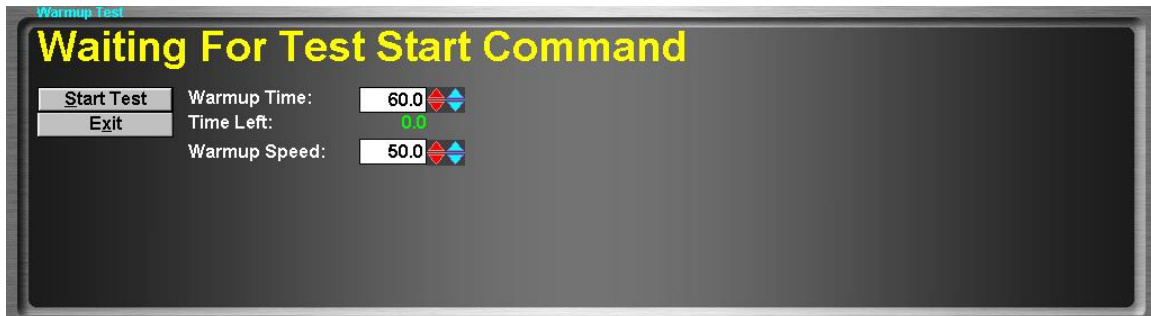 Warmup Test
Waiting For Test Start Command
Start Test Warmup Time: 60.0
Exit Time Left: 0.0
Warmup Speed: 50.0